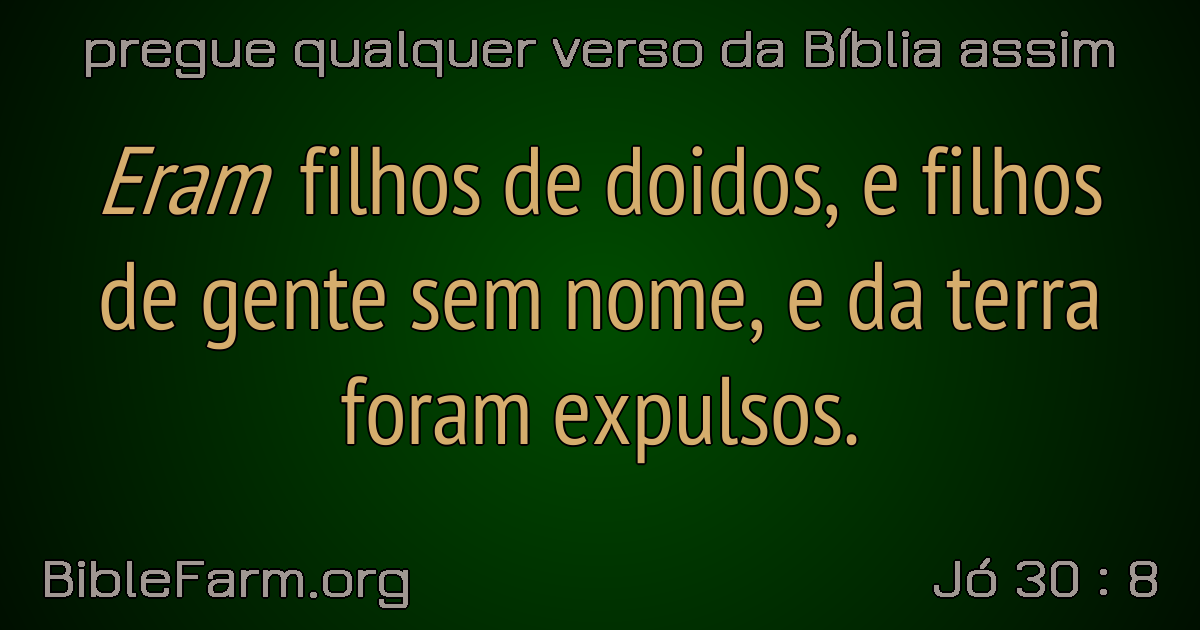 pregue qualquer verso da Bíblia assim
Eram filhos de doidos, e filhos
de gente sem nome, e da terra
foram expulsos.
BibleFarm.org
Jó 30 : 8